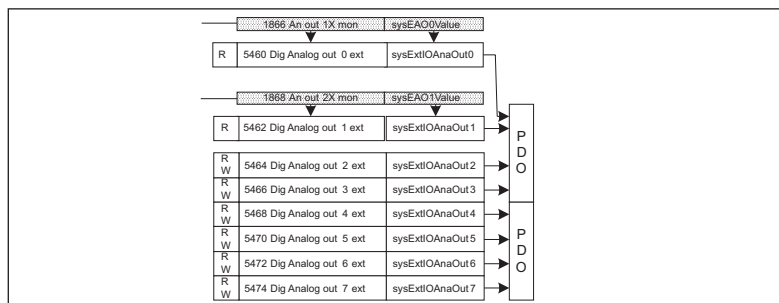 1866 An out 1X mon sysEAO0Value
R 5460 Dig Analog out 0 ext sysExtIOAnaOut0
1868 An out 2X mon sysEAO1Value
R 5462 Dig Analog out 1 ext sysExtIOAnaOut1
R W 5464 Dig Analog out 2 ext sysExtIOAnaOut2
R W 5466 Dig Analog out 3 ext sysExtIOAnaOut3
R W 5468 Dig Analog out 4 ext sysExtIOAnaOut4
R W 5470 Dig Analog out 5 ext sysExtIOAnaOut5
R W 5472 Dig Analog out 6 ext sysExtIOAnaOut6
R W 5474 Dig Analog out 7 ext sysExtIOAnaOut7
PDO
PDO